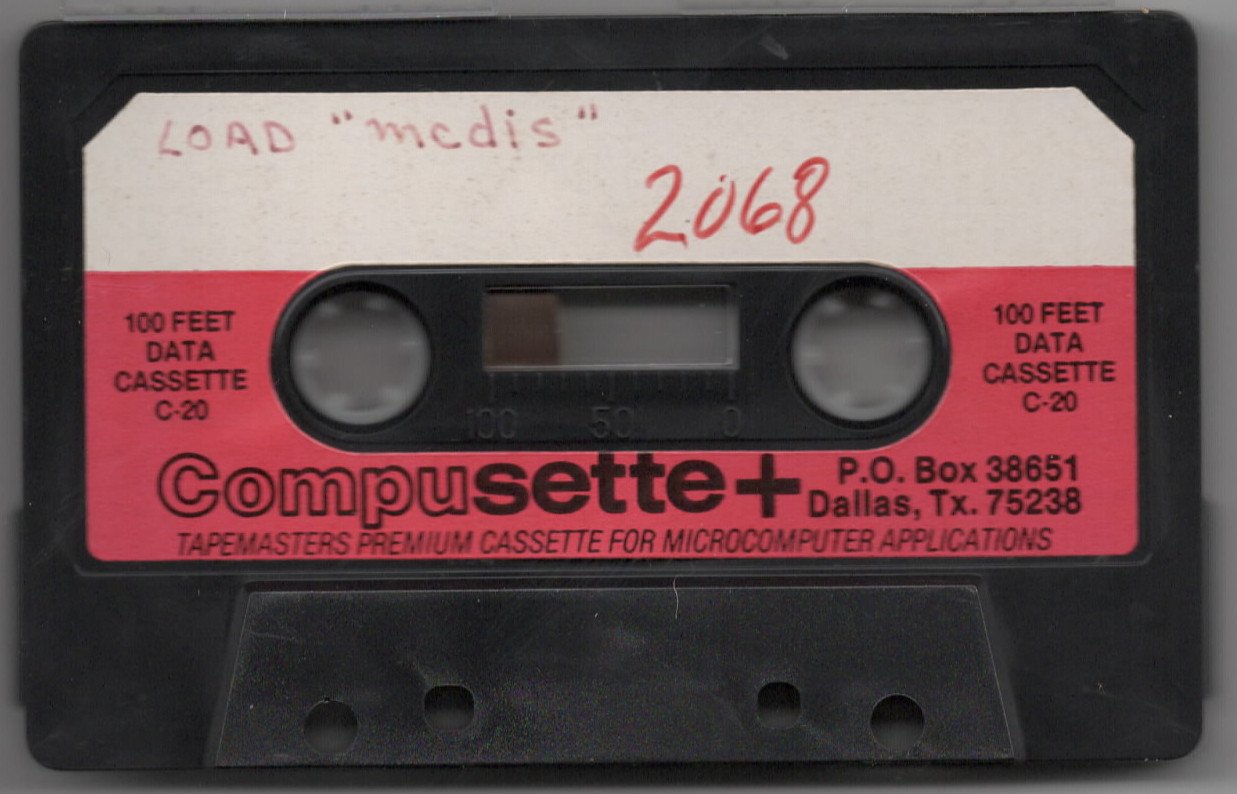 LOAD "mcdis"
2068
100 FEET
DATA
CASSETTE
C-20
100 FEET
DATA
CASSETTE
C-20
100 50 0
Compusette+
P.O. Box 38651
Dallas, Tx. 75238
TAPEMASTERS PREMIUM CASSETTE FOR MICROCOMPUTER APPLICATIONS